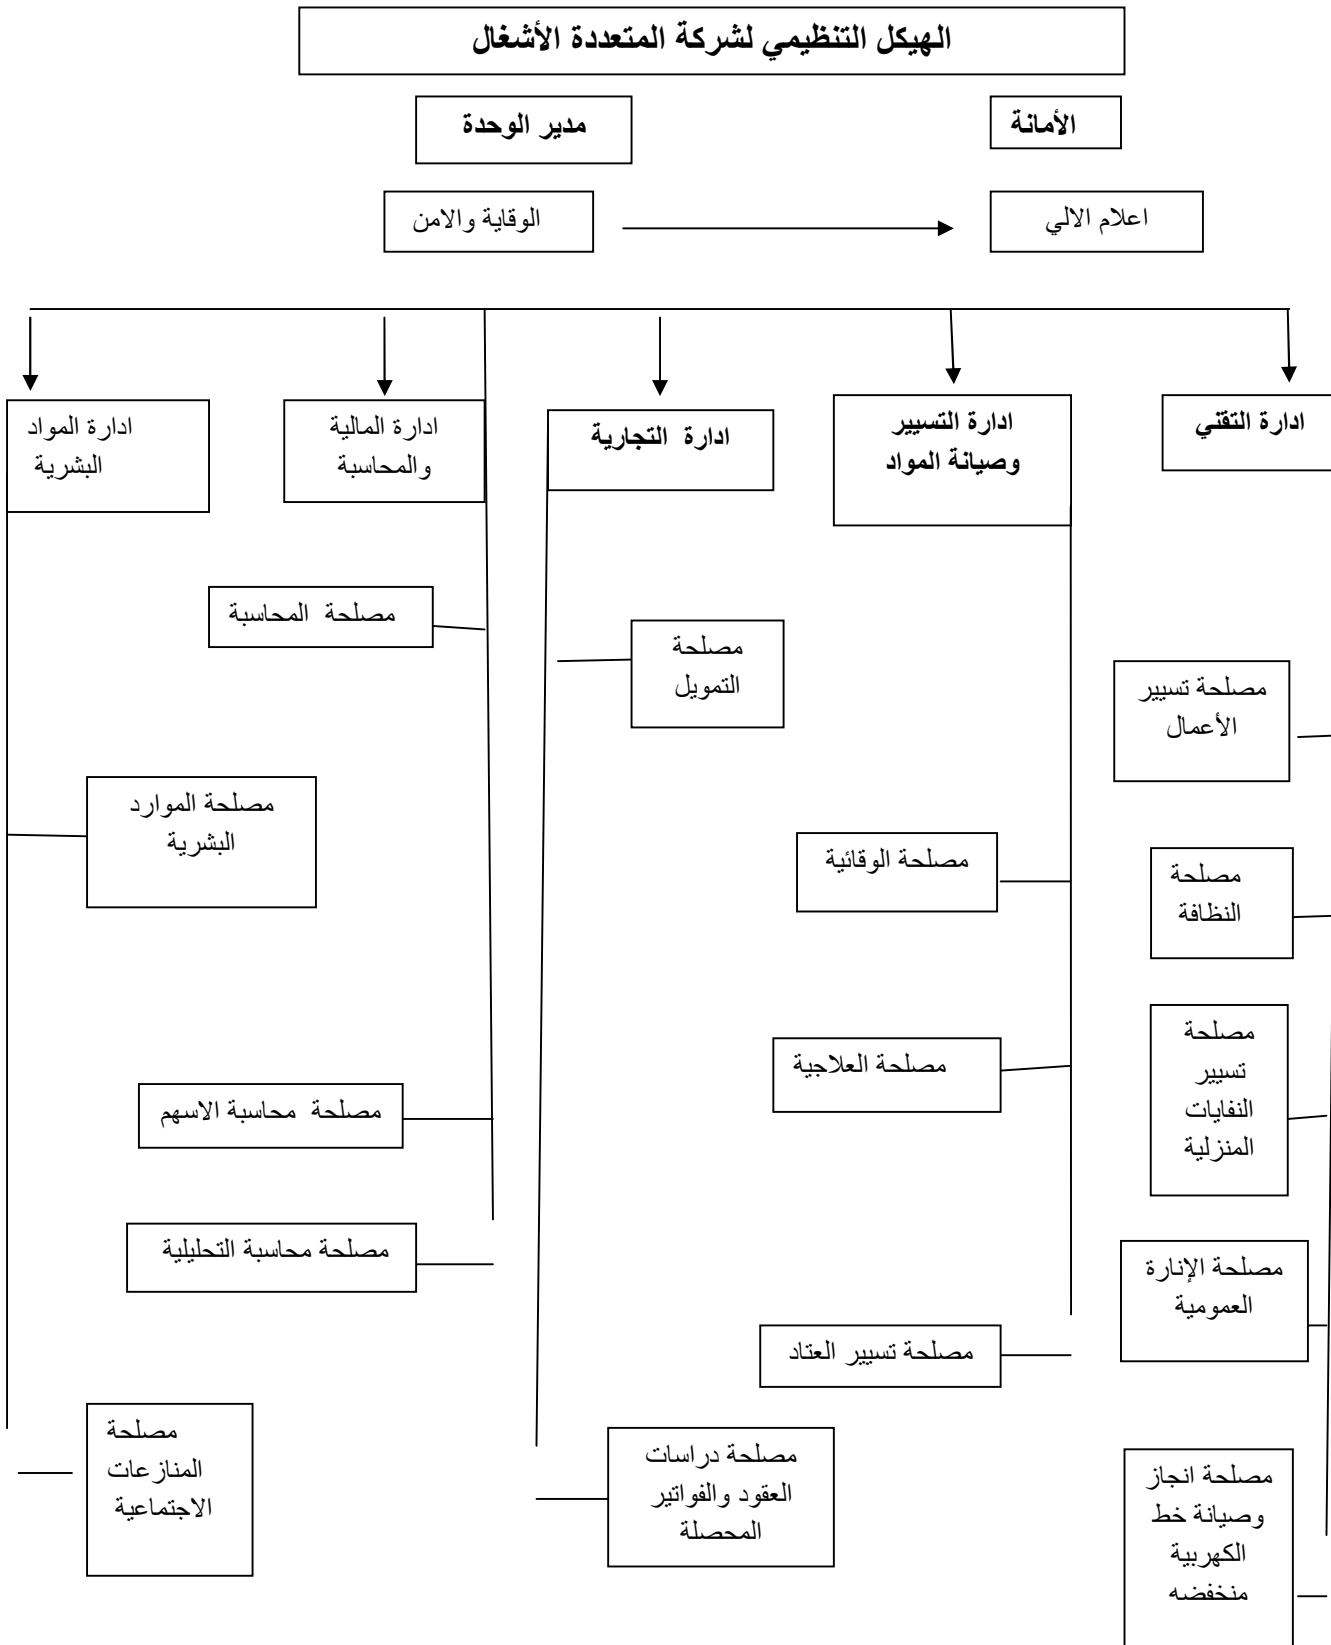 الهيكل التنظيمي لشركة المتعددة الأشغال
الأمانة
مدير الوحدة
اعلام الالي
الوقاية والامن
ادارة التقني
ادارة التسيير
وصيانة المواد
ادارة التجارية
ادارة المالية
والمحاسبة
ادارة المواد
البشرية
مصلحة تسيير
الأعمال
مصلحة
النظافة
مصلحة
تسيير
النفايات
المنزلية
مصلحة الإنارة
العمومية
مصلحة انجاز
وصيانة خط
الكهربية
منخفضه
مصلحة الوقائية
مصلحة العلاجية
مصلحة تسيير العتاد
مصلحة
التمويل
مصلحة دراسات
العقود والفواتير
المحصلة
مصلحة المحاسبة
مصلحة محاسبة الاسهم
مصلحة محاسبة التحليلية
مصلحة الموارد
البشرية
مصلحة
المنازعات
الاجتماعية